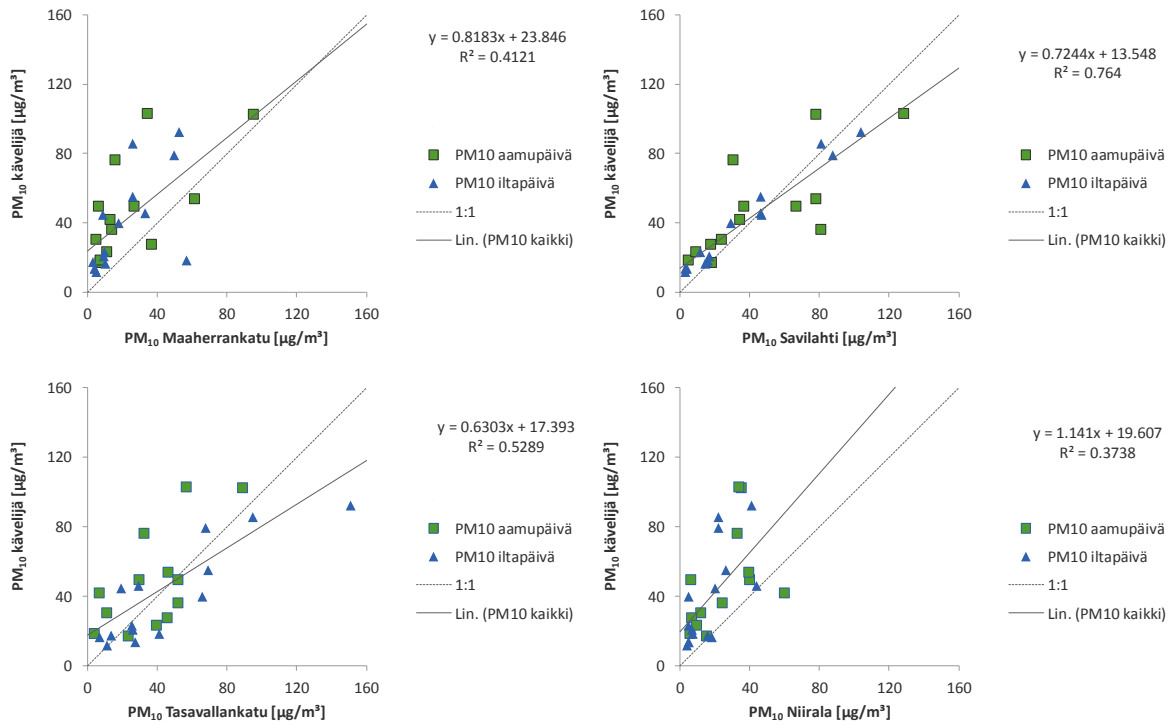 160
120
80
40
0
PM₁₀ kävelijä [µg/m³]
0 40 80 120 160
PM₁₀ Maaherrankatu [µg/m³]
y = 0.8183x + 23.846
R² = 0.4121
PM10 aamupäivä
PM10 iltapäivä
1:1
Lin. (PM10 kaikki)
160
120
80
40
0
PM₁₀ kävelijä [µg/m³]
0 40 80 120 160
PM₁₀ Savilahti [µg/m³]
y = 0.7244x + 13.548
R² = 0.764
PM10 aamupäivä
PM10 iltapäivä
1:1
Lin. (PM10 kaikki)
160
120
80
40
0
PM₁₀ kävelijä [µg/m³]
0 40 80 120 160
PM₁₀ Tasavallankatu [µg/m³]
y = 0.6303x + 17.393
R² = 0.5289
PM10 aamupäivä
PM10 iltapäivä
1:1
Lin. (PM10 kaikki)
160
120
80
40
0
PM₁₀ kävelijä [µg/m³]
0 40 80 120 160
PM₁₀ Niirala [µg/m³]
y = 1.141x + 19.607
R² = 0.3738
PM10 aamupäivä
PM10 iltapäivä
1:1
Lin. (PM10 kaikki)